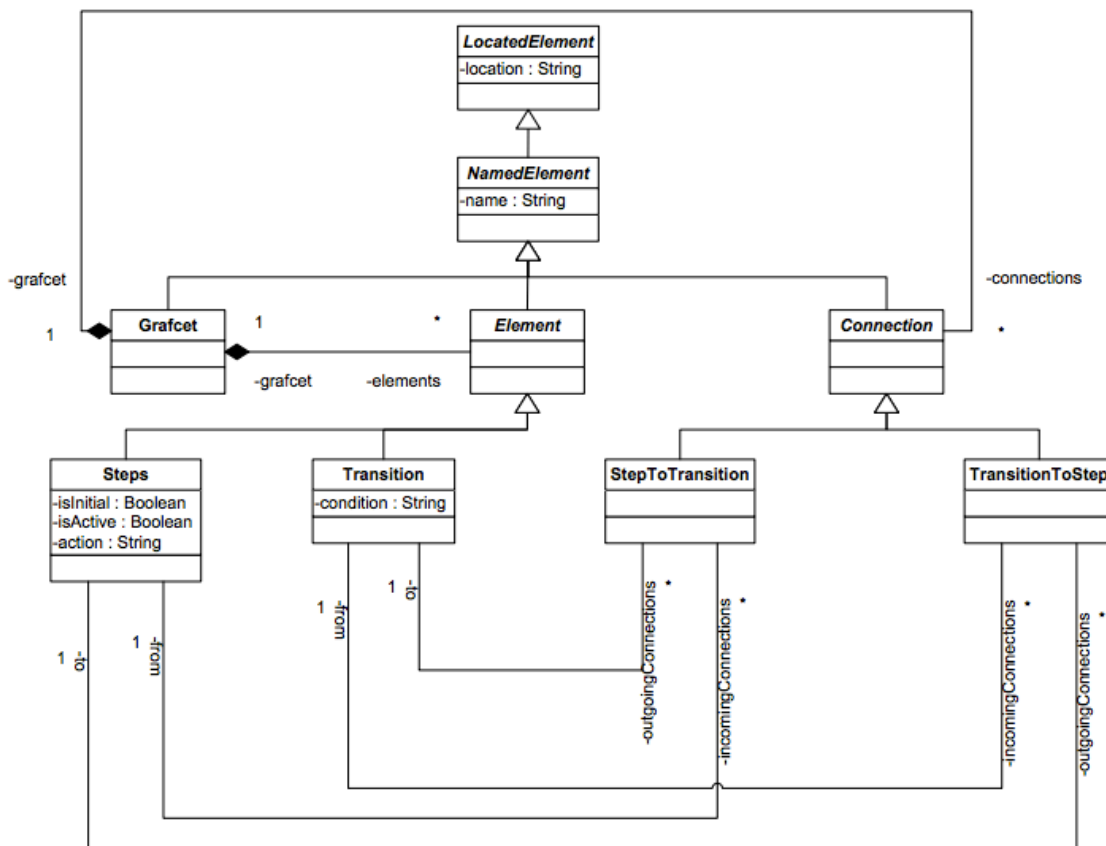 LocatedElement
-location : String
NamedElement
-name : String
-grafcet
-connections
1
Grafcet
1
*
Element
Connection
*
-grafcet
-elements
Steps
-isInitial : Boolean
-isActive : Boolean
-action : String
Transition
-condition : String
StepToTransition
TransitionToStep
1
-to
1
-from
1
-from
1
-to
*
-outgoingConnections
*
-incomingConnections
*
-incomingConnections
*
-outgoingConnections